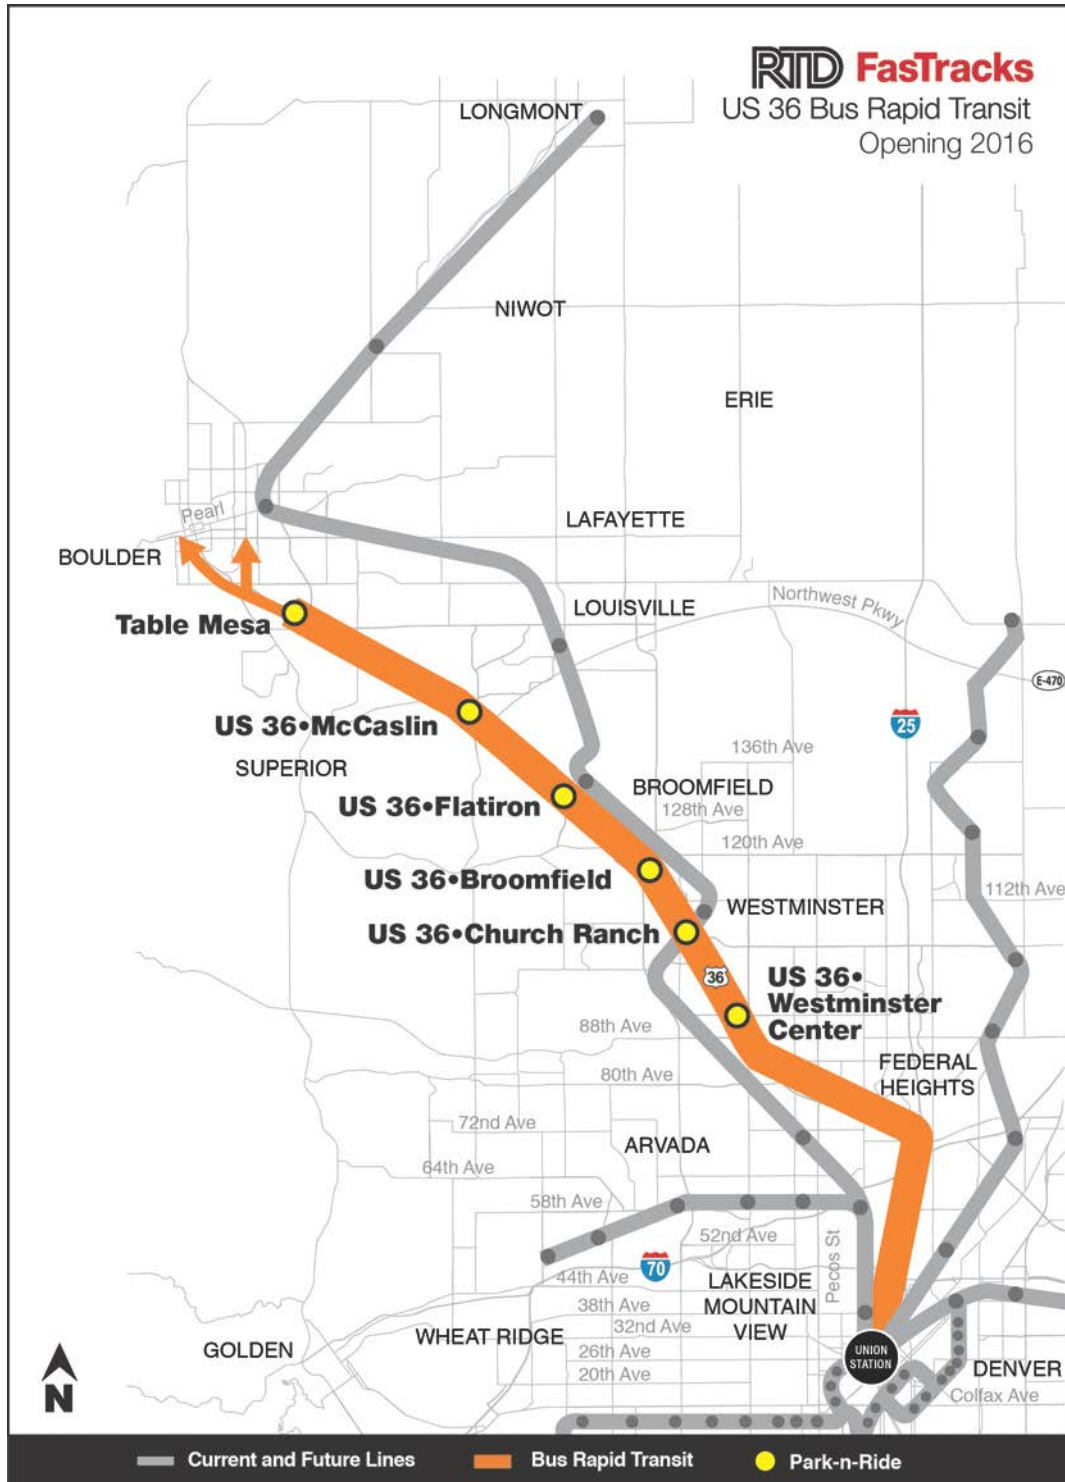 RTD FasTracks
US 36 Bus Rapid Transit
Opening 2016
LONGMONT
NIWOT
ERIE
Pearl
LAFAYETTE
BOULDER
Northwest Pkwy
LOUISVILLE
Table Mesa
E-470
US 36•McCaslin
25
136th Ave
SUPERIOR
BROOMFIELD
US 36•Flatiron
128th Ave
120th Ave
US 36•Broomfield
112th Ave
WESTMINSTER
US 36•Church Ranch
36
US 36•
Westminster
Center
88th Ave
FEDERAL
HEIGHTS
80th Ave
72nd Ave
ARVADA
64th Ave
58th Ave
52nd Ave
Pecos St
70
44th Ave
LAKESIDE
MOUNTAIN
VIEW
38th Ave
32nd Ave
WHEAT RIDGE
GOLDEN
26th Ave
20th Ave
UNION
STATION
DENVER
Colfax Ave
N
Current and Future Lines
Bus Rapid Transit
Park-n-Ride